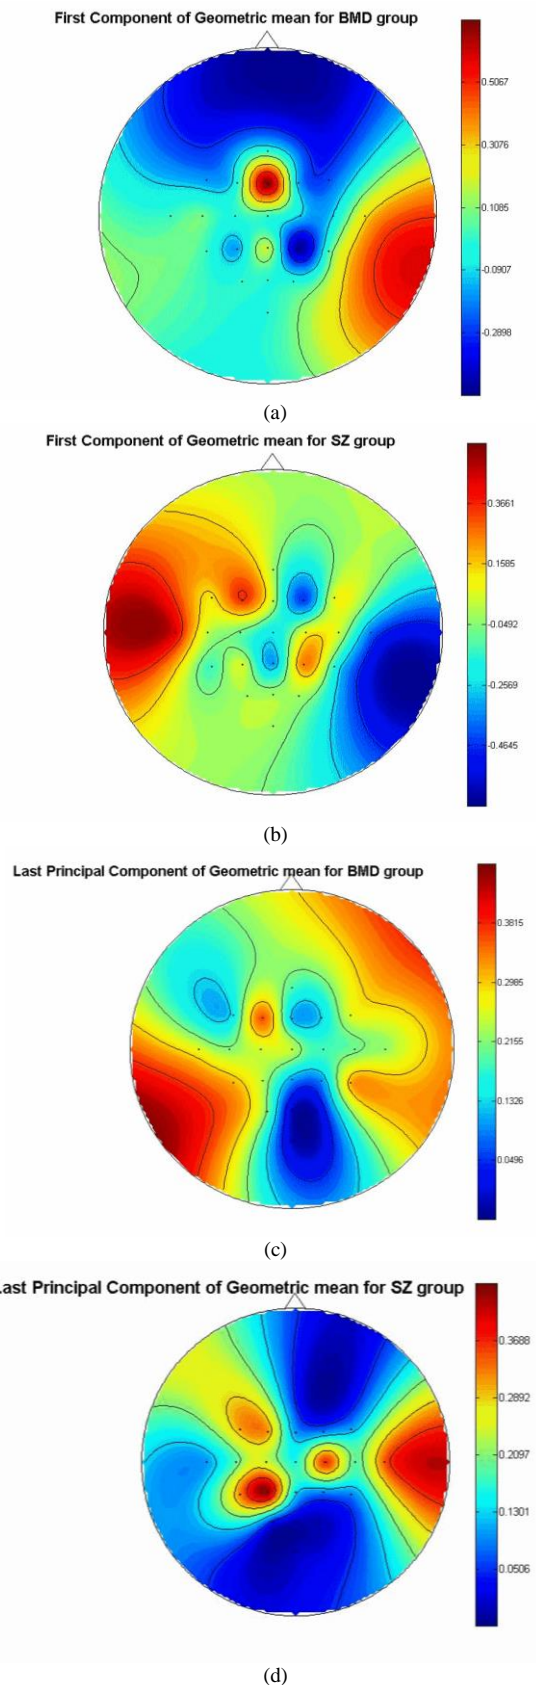 First Component of Geometric mean for BMD group
0.5067
0.3076
0.1085
-0.0907
-0.2898
(a)
First Component of Geometric mean for SZ group
0.3661
0.1585
-0.0492
-0.2569
-0.4645
(b)
Last Principal Component of Geometric mean for BMD group
0.3815
0.2985
0.2155
0.1326
0.0496
(c)
ast Principal Component of Geometric mean for SZ group
0.3688
0.2892
0.2097
0.1301
0.0506
(d)